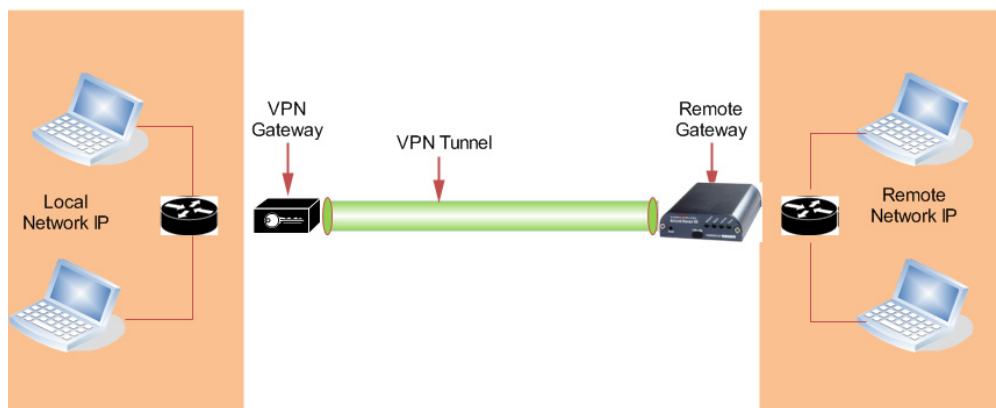 VPN
Gateway
VPN Tunnel
Remote
Gateway
Local
Network IP
Remote
Network IP